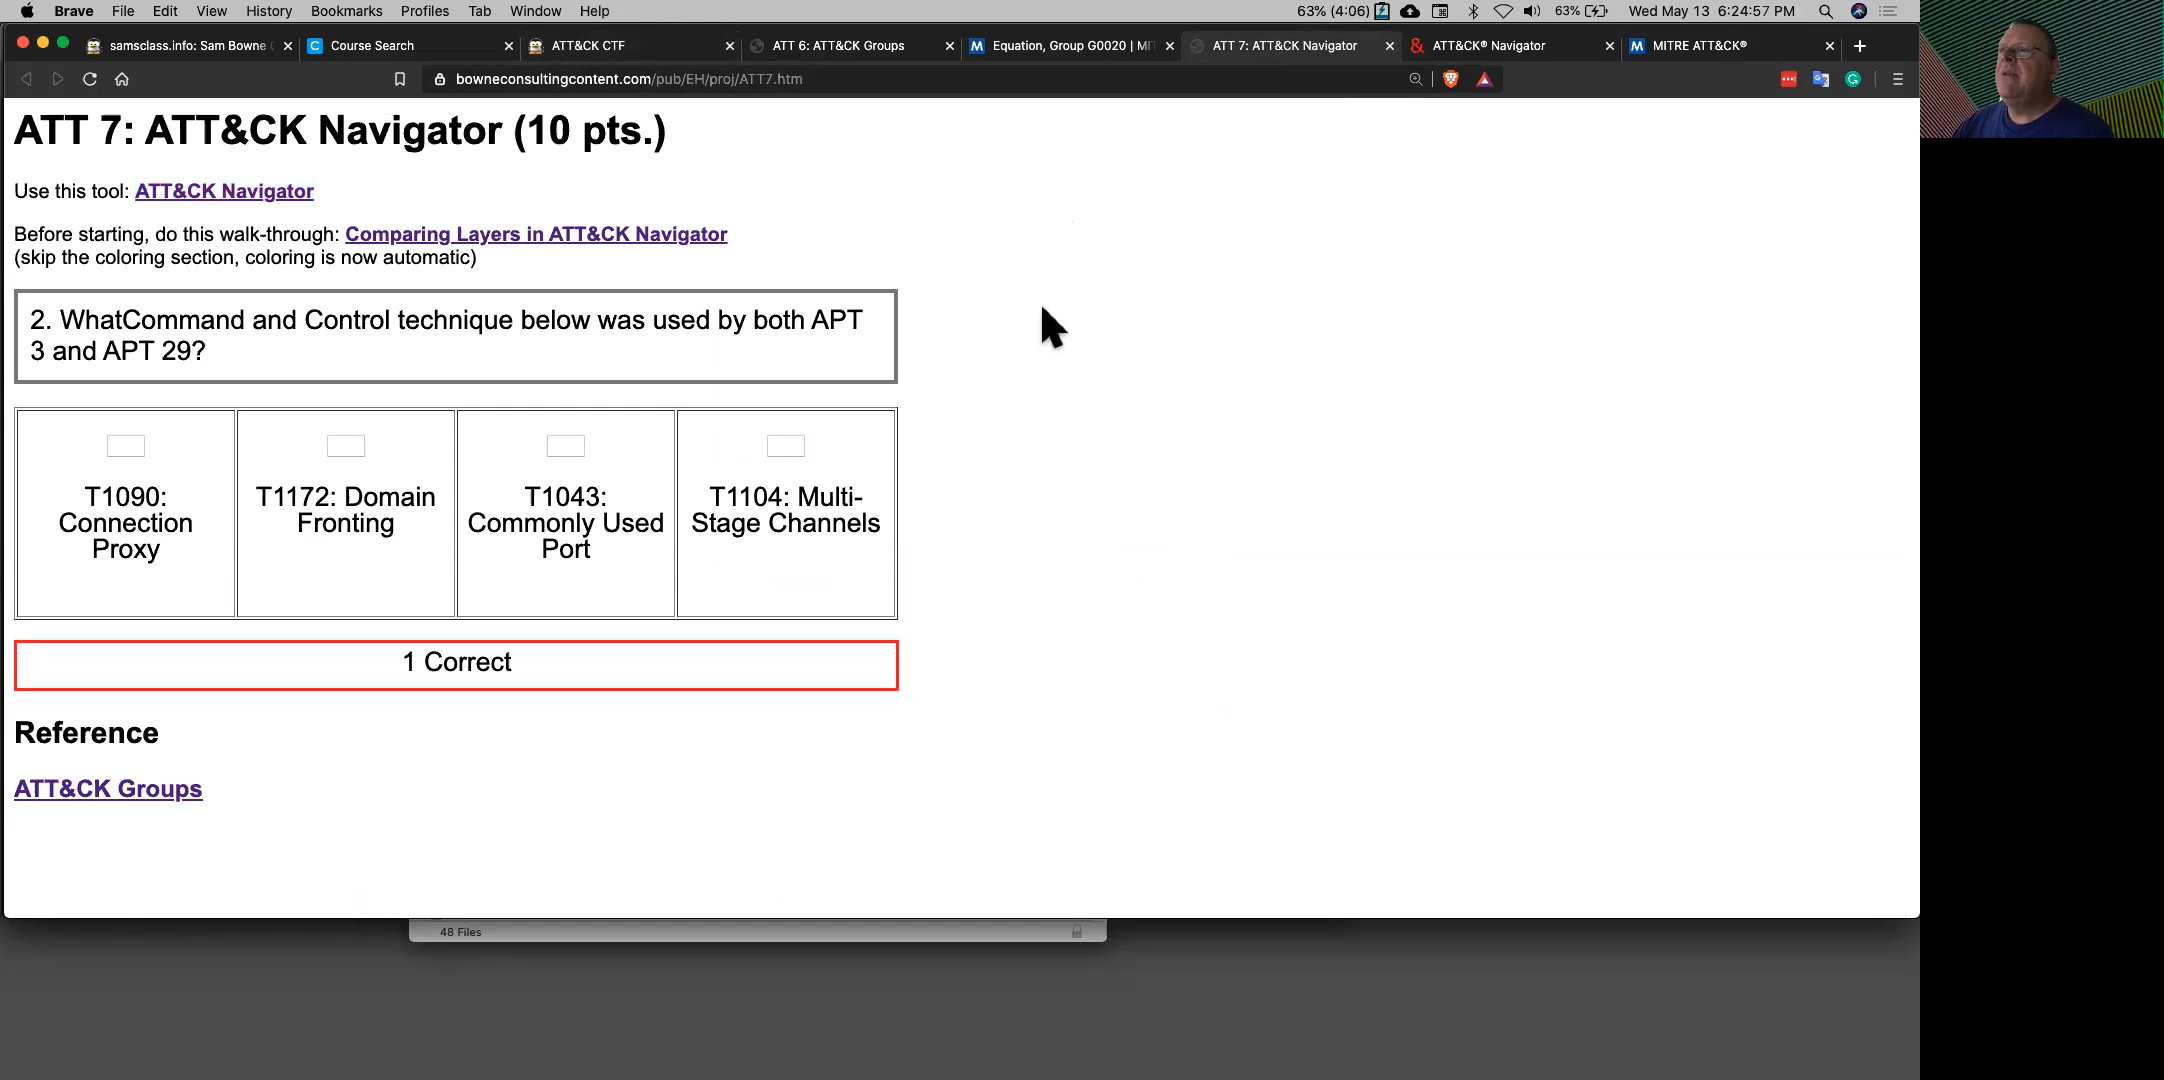 Brave File Edit View History Bookmarks Profiles Tab Window Help 63% (4:06) 63% Wed May 13 6:24:57 PM
samsclass.info: Sam Bowne Course Search ATT&CK CTF ATT 6: ATT&CK Groups Equation, Group G0020 | MIT ATT 7: ATT&CK Navigator ATT&CK® Navigator MITRE ATT&CK®
bowneconsultingcontent.com/pub/EH/proj/ATT7.htm
ATT 7: ATT&CK Navigator (10 pts.)
Use this tool: ATT&CK Navigator
Before starting, do this walk-through: Comparing Layers in ATT&CK Navigator
(skip the coloring section, coloring is now automatic)
2. WhatCommand and Control technique below was used by both APT
3 and APT 29?
T1090:
Connection
Proxy
T1172: Domain
Fronting
T1043:
Commonly Used
Port
T1104: Multi-
Stage Channels
1 Correct
Reference
ATT&CK Groups
48 Files